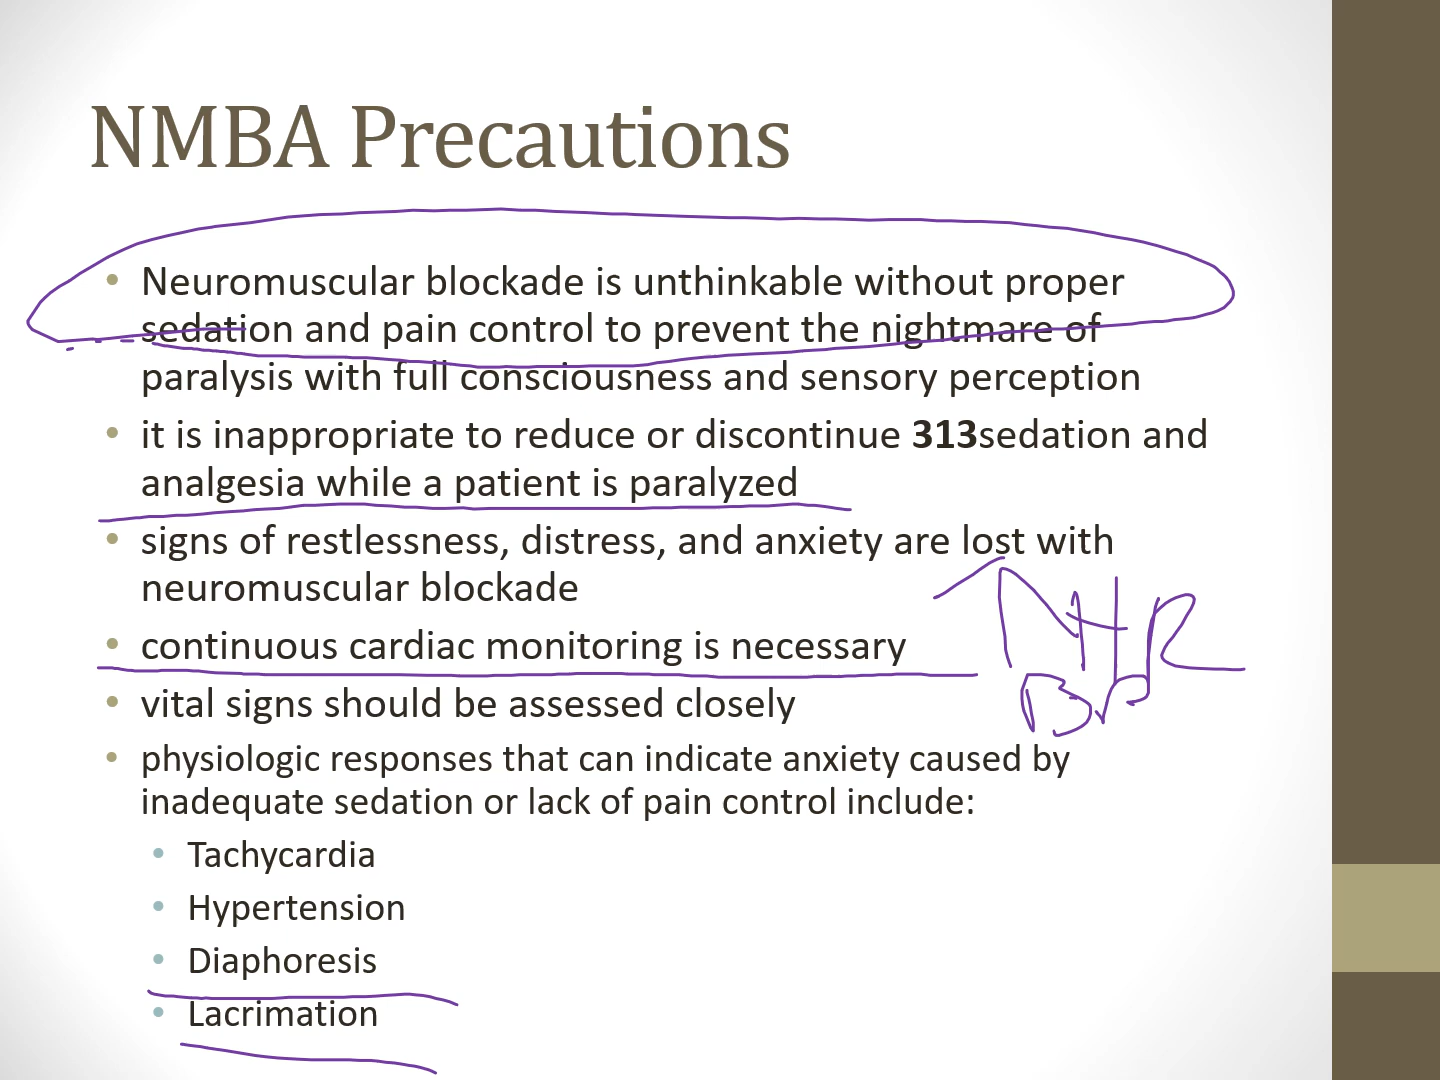 NMBA Precautions
• Neuromuscular blockade is unthinkable without proper
sedation and pain control to prevent the nightmare of
paralysis with full consciousness and sensory perception
• it is inappropriate to reduce or discontinue 313sedation and
analgesia while a patient is paralyzed
• signs of restlessness, distress, and anxiety are lost with
neuromuscular blockade
• continuous cardiac monitoring is necessary
• vital signs should be assessed closely
• physiologic responses that can indicate anxiety caused by
inadequate sedation or lack of pain control include:
• Tachycardia
• Hypertension
• Diaphoresis
• Lacrimation